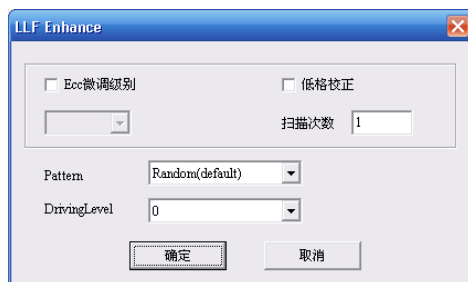 LLF Enhance
Ecc微调级别 低格校正
扫描次数 1
Pattern Random(default)
DrivingLevel 0
确定 取消